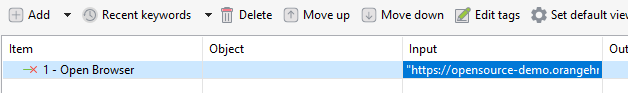 Add Recent keywords Delete Move up Move down Edit tags Set default view
Item Object Input Out
1 - Open Browser "https://opensource-demo.orangehr